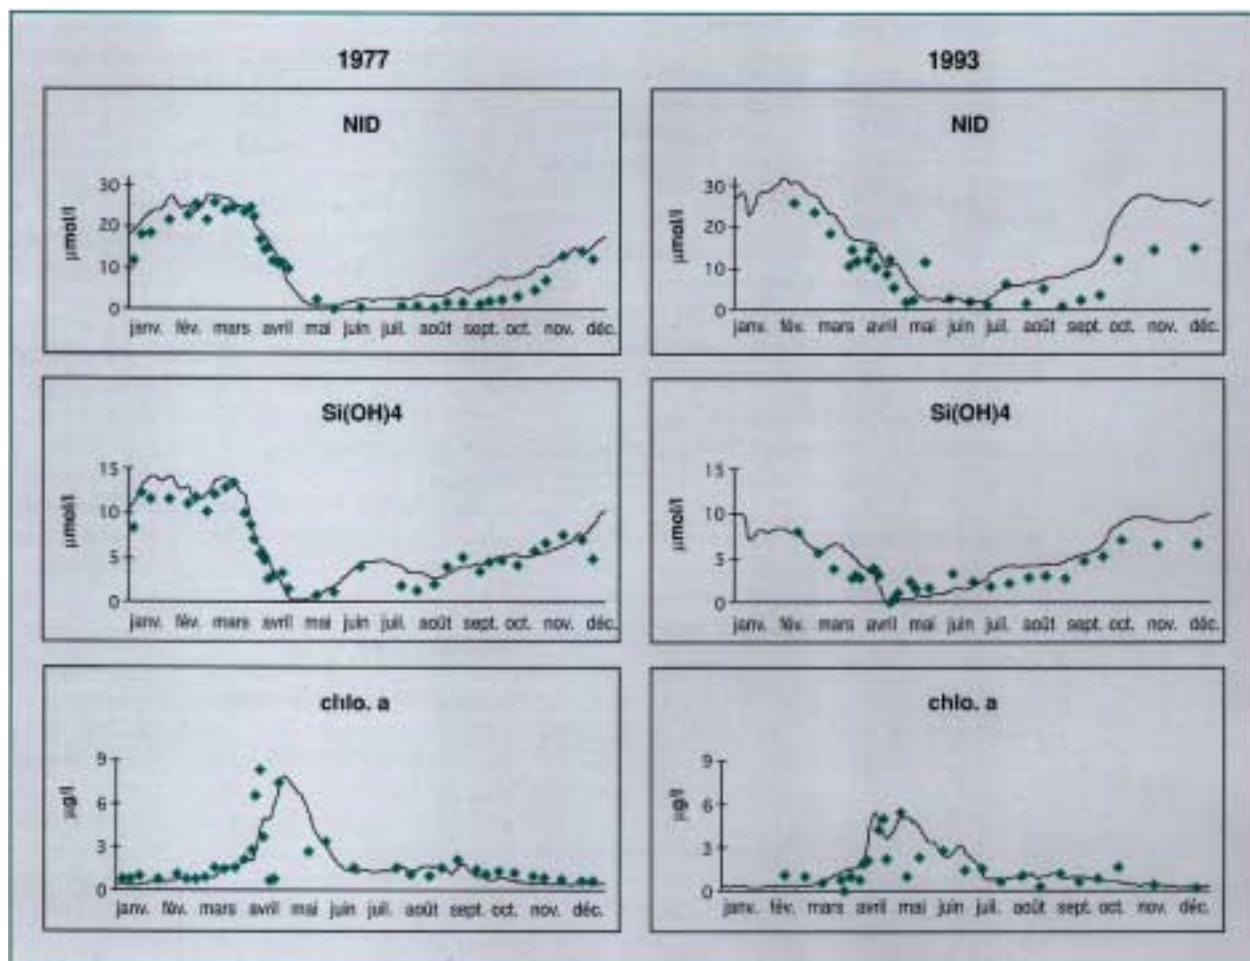 1977
1993
NID
30
20
10
0
µmol/l
janv. fév. mars avril mai juin juil. août sept. oct. nov. déc.
NID
30
20
10
0
µmol/l
janv. fév. mars avril mai juin juil. août sept. oct. nov. déc.
Si(OH)4
15
10
5
0
µmol/l
janv. fév. mars avril mai juin juil. août sept. oct. nov. déc.
Si(OH)4
15
10
5
0
µmol/l
janv. fév. mars avril mai juin juil. août sept. oct. nov. déc.
chlo. a
9
6
3
0
µg/l
janv. fév. mars avril mai juin juil. août sept. oct. nov. déc.
chlo. a
9
6
3
0
µg/l
janv. fév. mars avril mai juin juil. août sept. oct. nov. déc.